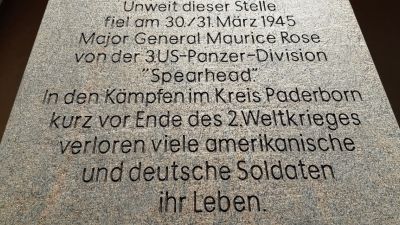 Unweit dieser Stelle
fiel am 30./31. März 1945
Major General Maurice Rose
von der 3.US-Panzer-Division
"Spearhead"
In den Kämpfen im Kreis Paderborn
kurz vor Ende des 2.Weltkrieges
verloren viele amerikanische
und deutsche Soldaten
ihr Leben.